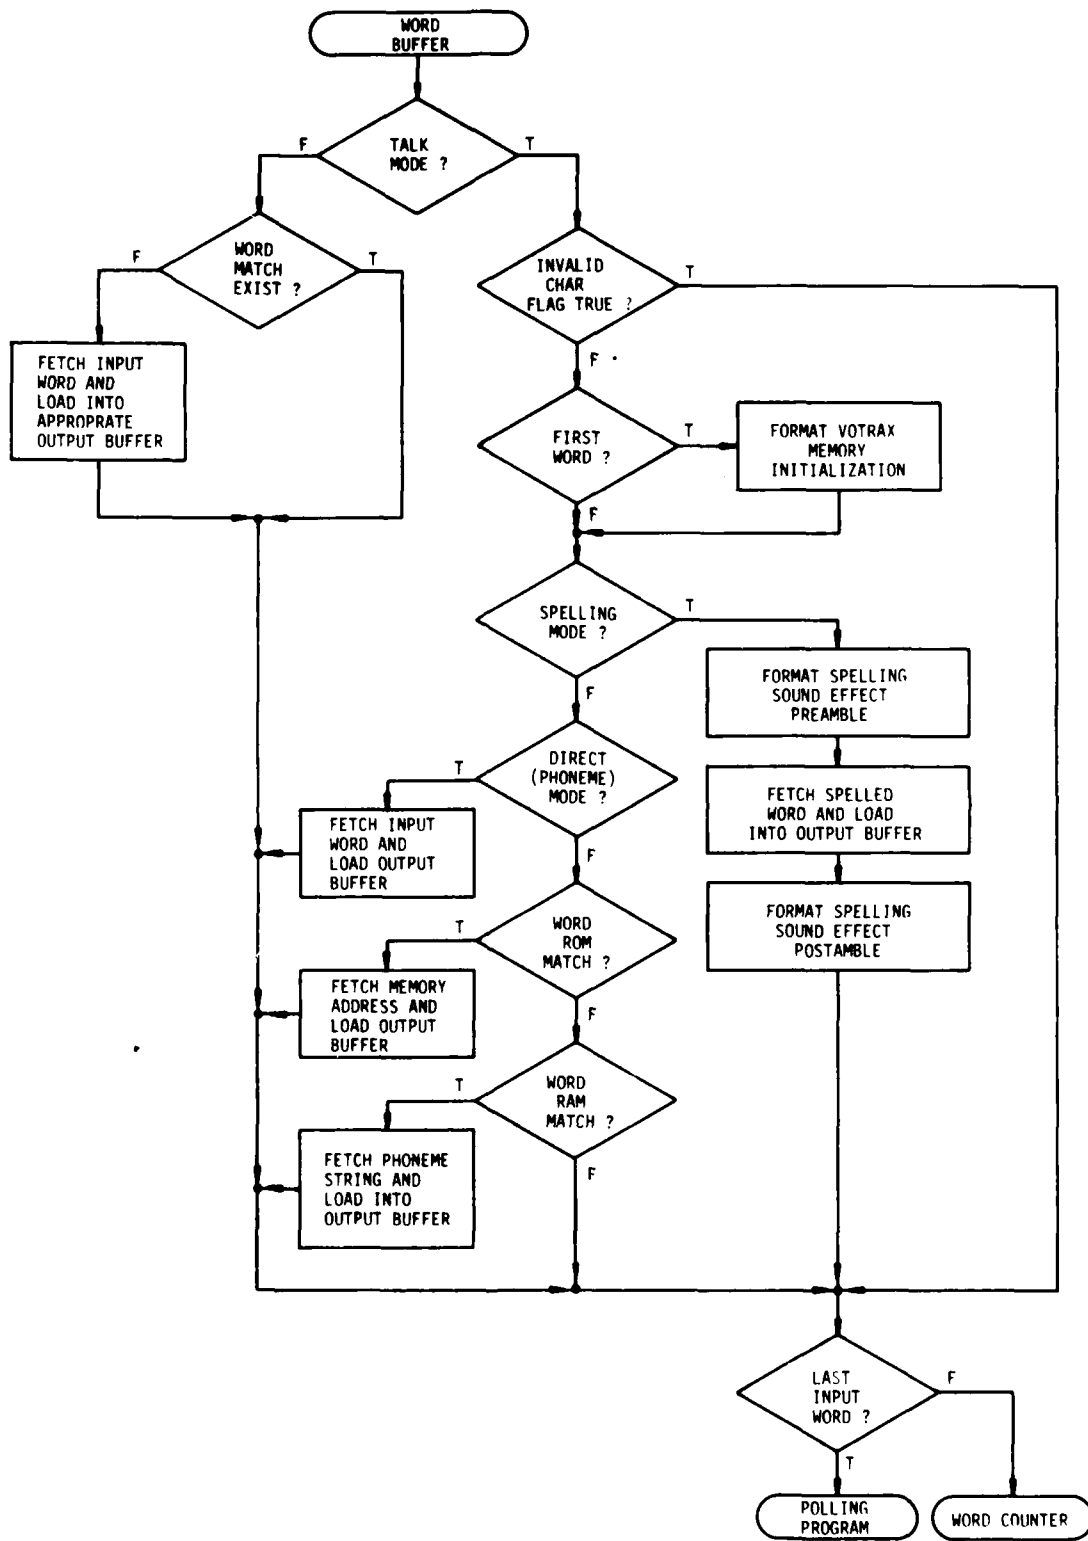 WORD
BUFFER
F
TALK
MODE ?
T
F
WORD
MATCH
EXIST ?
T
INVALID
CHAR
FLAG TRUE ?
T
F
FETCH INPUT
WORD AND
LOAD INTO
APPROPRATE
OUTPUT BUFFER
FIRST
WORD ?
T
FORMAT VOTRAX
MEMORY
INITIALIZATION
F
SPELLING
MODE ?
T
F
FORMAT SPELLING
SOUND EFFECT
PREAMBLE
T
DIRECT
(PHONEME)
MODE ?
F
FETCH INPUT
WORD AND
LOAD OUTPUT
BUFFER
FETCH SPELLED
WORD AND LOAD
INTO OUTPUT BUFFER
T
WORD
ROM
MATCH ?
F
FORMAT SPELLING
SOUND EFFECT
POSTAMBLE
FETCH MEMORY
ADDRESS AND
LOAD OUTPUT
BUFFER
T
WORD
RAM
MATCH ?
F
FETCH PHONEME
STRING AND
LOAD INTO
OUTPUT BUFFER
LAST
INPUT
WORD ?
F
T
POLLING
PROGRAM
WORD COUNTER